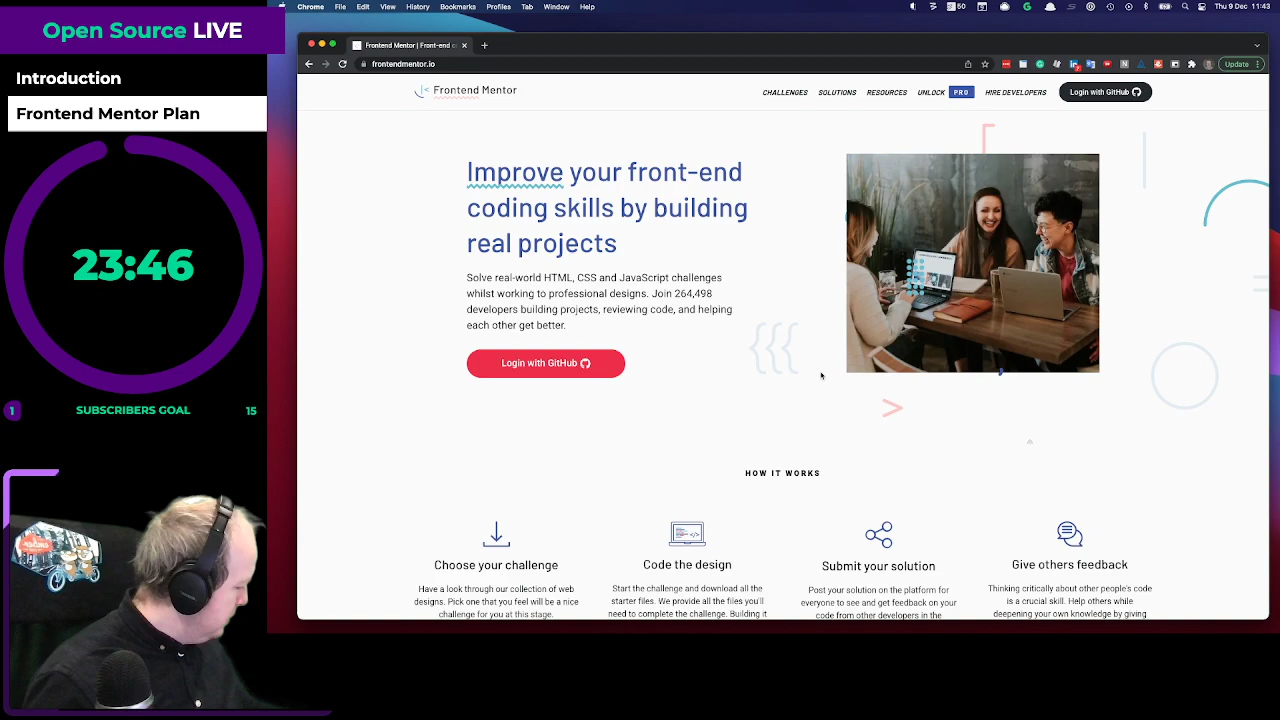 Open Source LIVE
Introduction
Frontend Mentor Plan
23:46
1 SUBSCRIBERS GOAL 15
Chrome File Edit View History Bookmarks Profiles Tab Window Help
50
Thu 9 Dec 11:43
Frontend Mentor | Front-end c
frontendmentor.io
Update
Frontend Mentor
CHALLENGES SOLUTIONS RESOURCES UNLOCK PRO HIRE DEVELOPERS Login with GitHub
Improve your front-end
coding skills by building
real projects
Solve real-world HTML, CSS and JavaScript challenges
whilst working to professional designs. Join 264,498
developers building projects, reviewing code, and helping
each other get better.
Login with GitHub
HOW IT WORKS
Choose your challenge
Have a look through our collection of web
designs. Pick one that you feel will be a nice
challenge for you at this stage.
Code the design
Start the challenge and download all the
starter files. We provide all the files you'll
need to complete the challenge. Building it
Submit your solution
Post your solution on the platform for
everyone to see and get feedback on your
code from other developers in the
Give others feedback
Thinking critically about other people's code
is a crucial skill. Help others while
deepening your own knowledge by giving